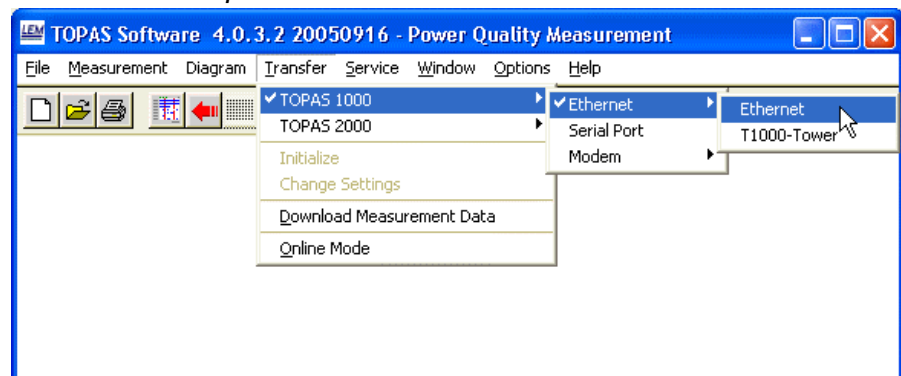 LEM TOPAS Software 4.0.3.2 20050916 - Power Quality Measurement
File Measurement Diagram Transfer Service Window Options Help
✓TOPAS 1000
✓Ethernet
Ethernet
TOPAS 2000
Serial Port
T1000-Tower
Initialize
Modem
Change Settings
Download Measurement Data
Online Mode